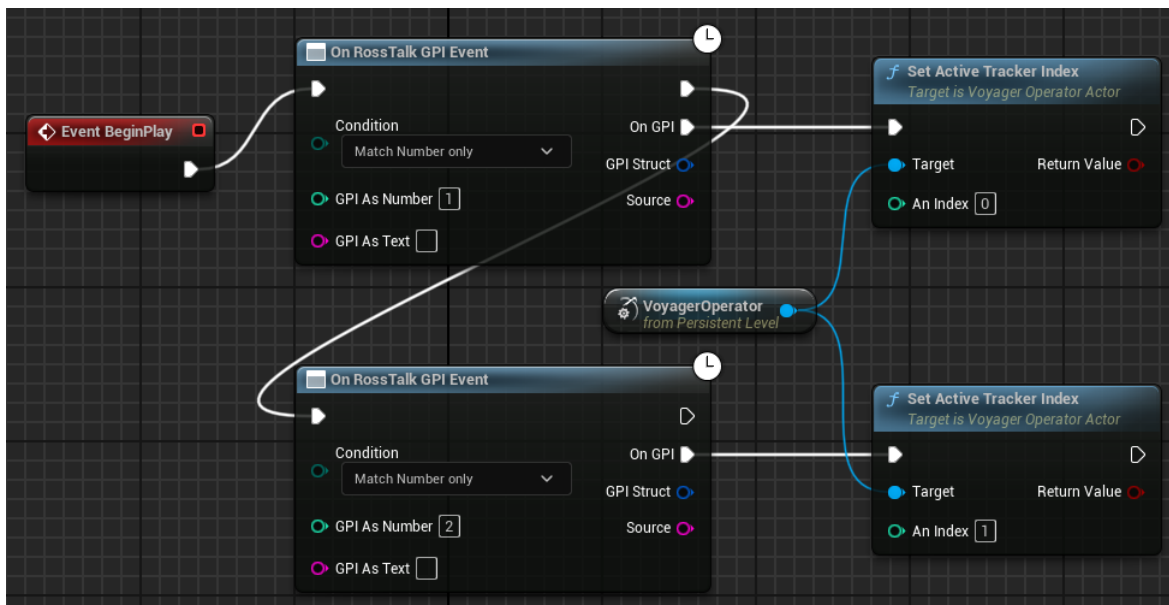 On RossTalk GPI Event
Event BeginPlay
Condition
Match Number only
On GPI
GPI Struct
GPI As Number 1
Source
GPI As Text
Set Active Tracker Index
Target is Voyager Operator Actor
Target
Return Value
An Index 0
VoyagerOperator
from Persistent Level
On RossTalk GPI Event
Condition
Match Number only
On GPI
GPI Struct
GPI As Number 2
Source
GPI As Text
Set Active Tracker Index
Target is Voyager Operator Actor
Target
Return Value
An Index 1